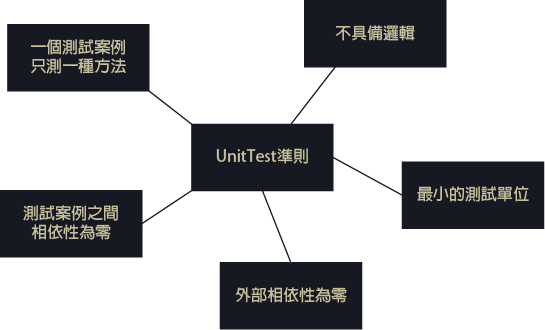 一個測試案例
只測一種方法
不具備邏輯
UnitTest準則
最小的測試單位
測試案例之間
相依性為零
外部相依性為零